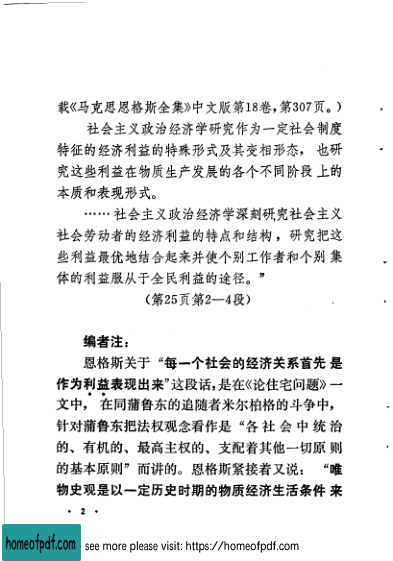 载《马克思恩格斯全集》中文版第18卷，第307页。）
社会主义政治经济学研究作为一定社会制度
特征的经济利益的特殊形式及其变相形态，也研
究这些利益在物质生产发展的各个不同阶段上的
本质和表现形式。
……社会主义政治经济学深刻研究社会主义
社会劳动者的经济利益的特点和结构，研究把这
些利益最优地结合起来并使个别工作者和个别集
体的利益服从于全民利益的途径。”
（第25页第2—4段）
编者注：
恩格斯关于“每一个社会的经济关系首先是
作为利益表现出来”这段话，是在《论住宅问题》一
文中，在同蒲鲁东的追随者米尔柏格的斗争中，
针对蒲鲁东把法权观念看作是“各社会中统治
的、有机的、最高主权的、支配着其他一切原则
的基本原则”而讲的。恩格斯紧接着又说：“唯
物史观是以一定历史时期的物质经济生活条件来
· 2 ·
homeofpdf.com see more please visit: https://homeofpdf.com